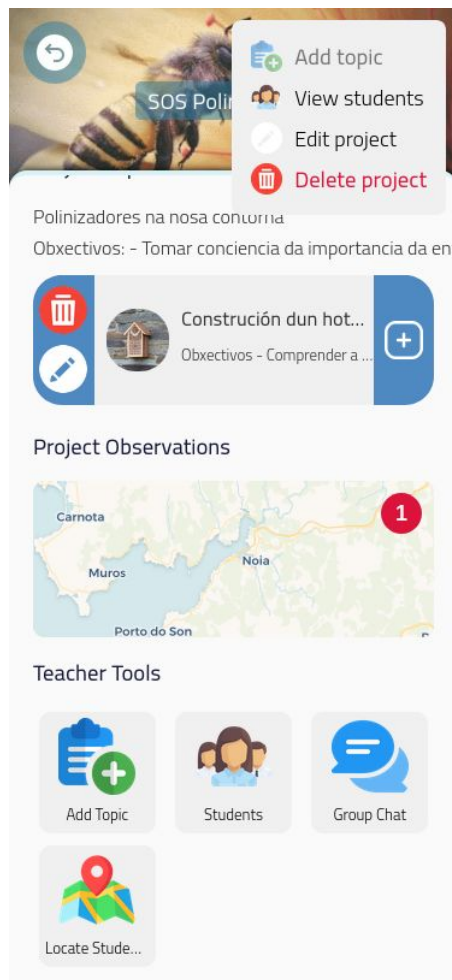 SOS Poli
Add topic
View students
Edit project
Delete project
Polinizadores na nosa contorna
Obxectivos: - Tomar conciencia da importancia da en
Construción dun hot...
Obxectivos - Comprender a ...
Project Observations
1
Carnota
Noia
Muros
Porto do Son
Teacher Tools
Add Topic
Students
Group Chat
Locate Stude...